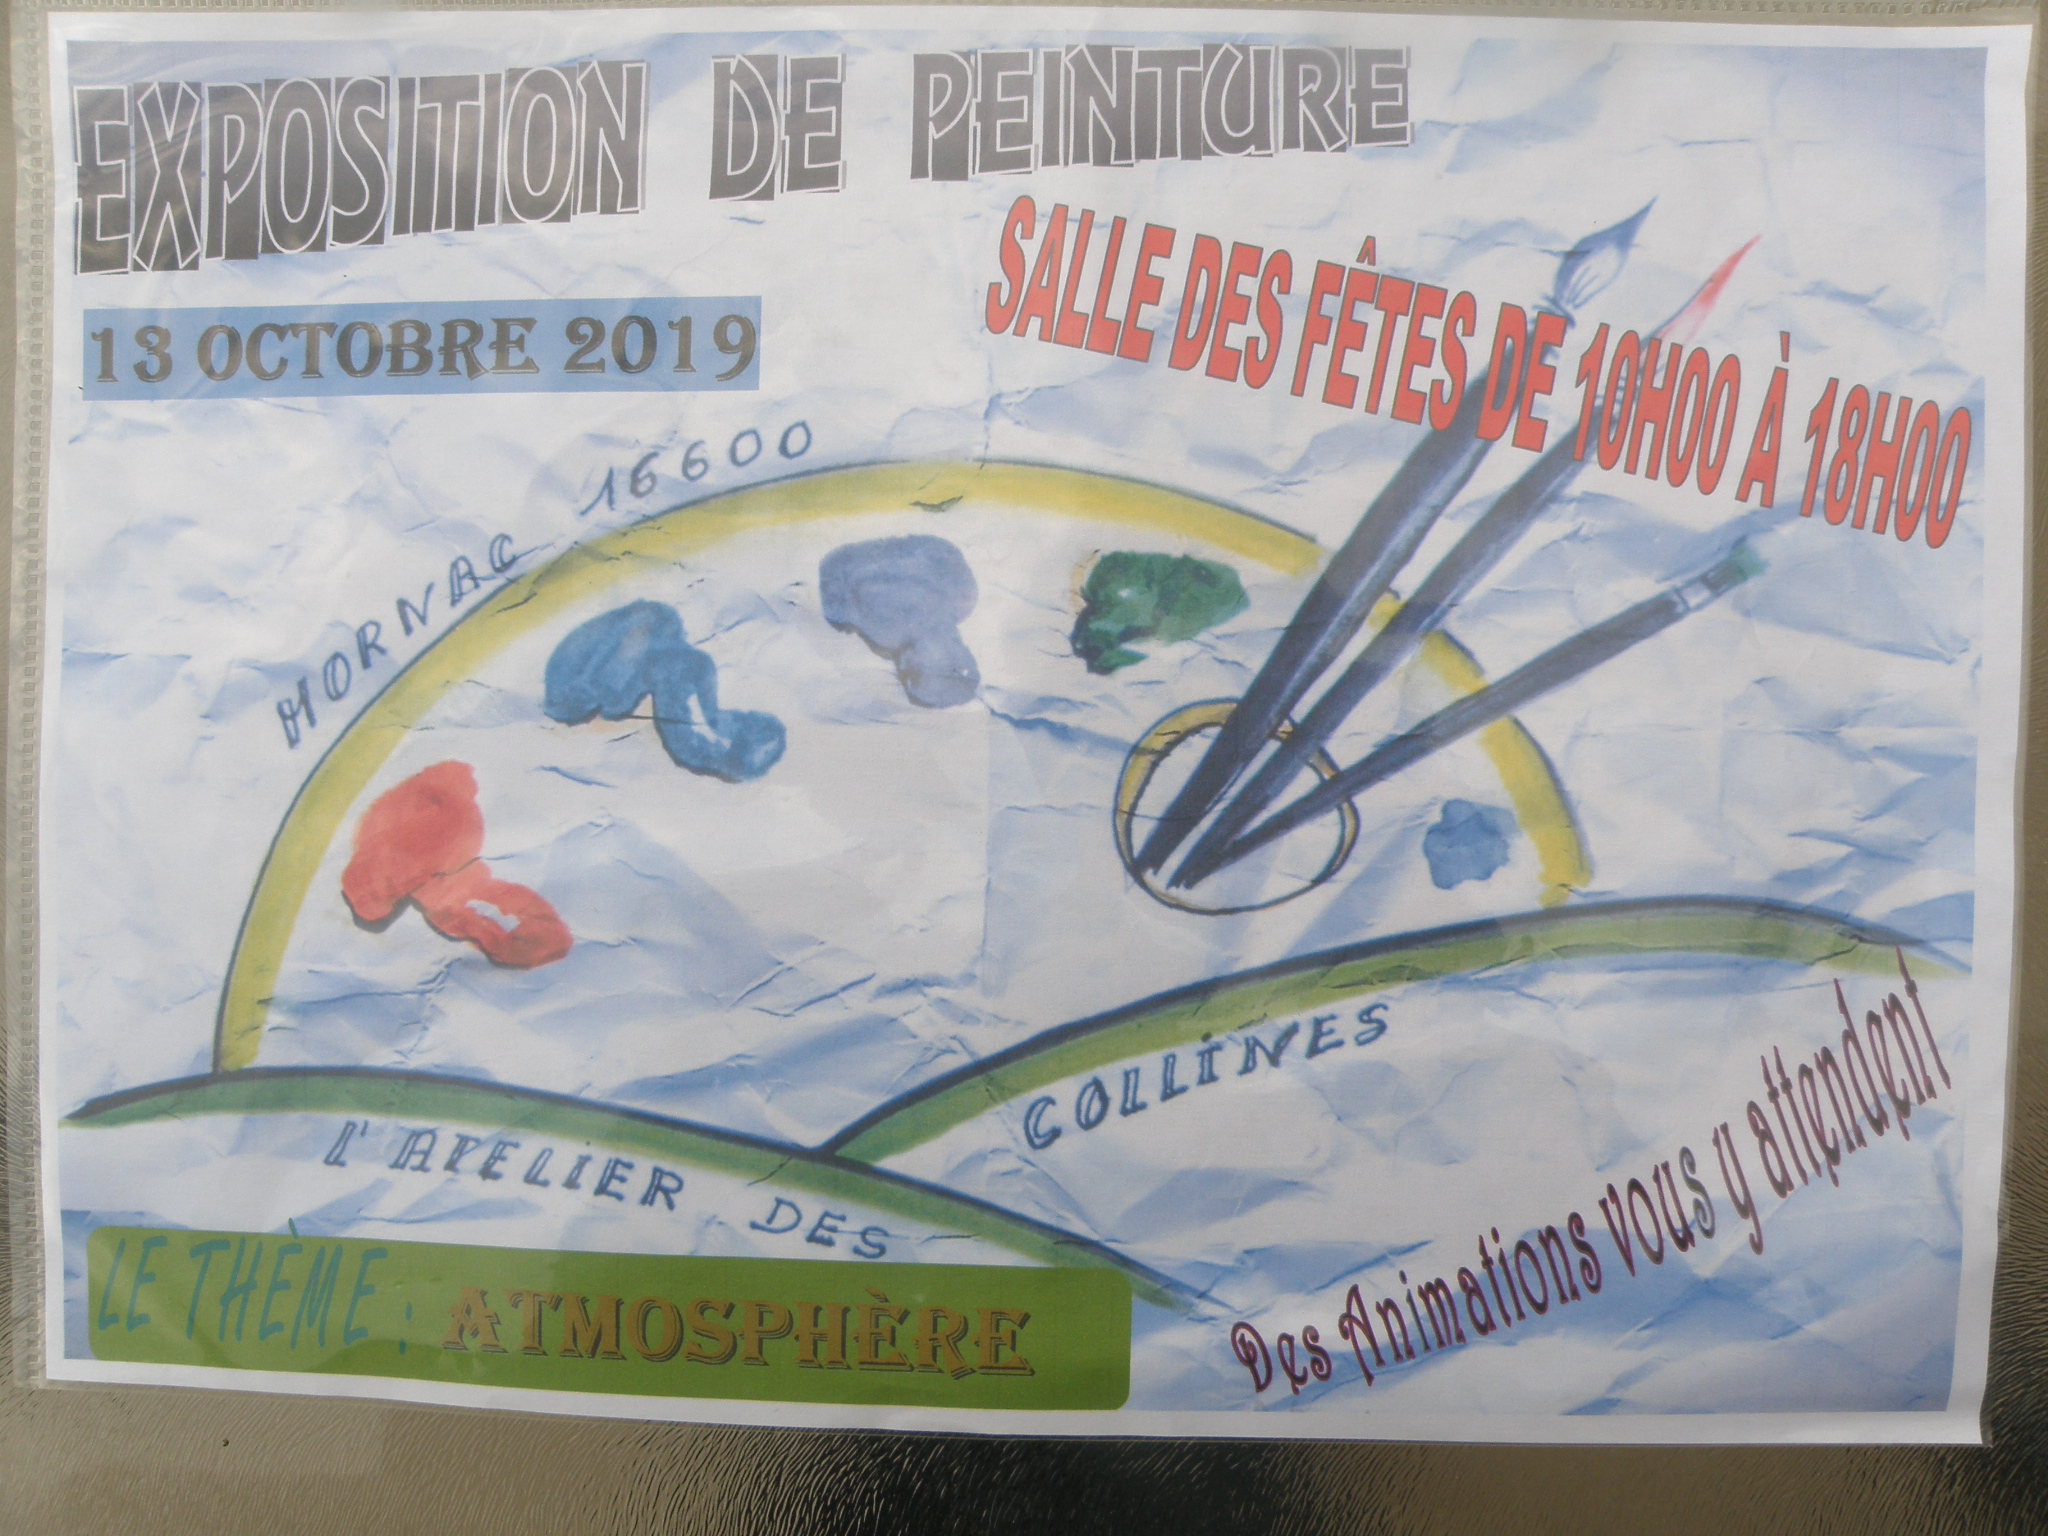 EXPOSITION DE PEINTURE
13 OCTOBRE 2019
SALLE DES FÊTES DE 10H00 À 18H00
MORNAC 16600
L'ATELIER DES
COLLINES
LE THÈME : ATMOSPHÈRE
Des Animations vous y attendent